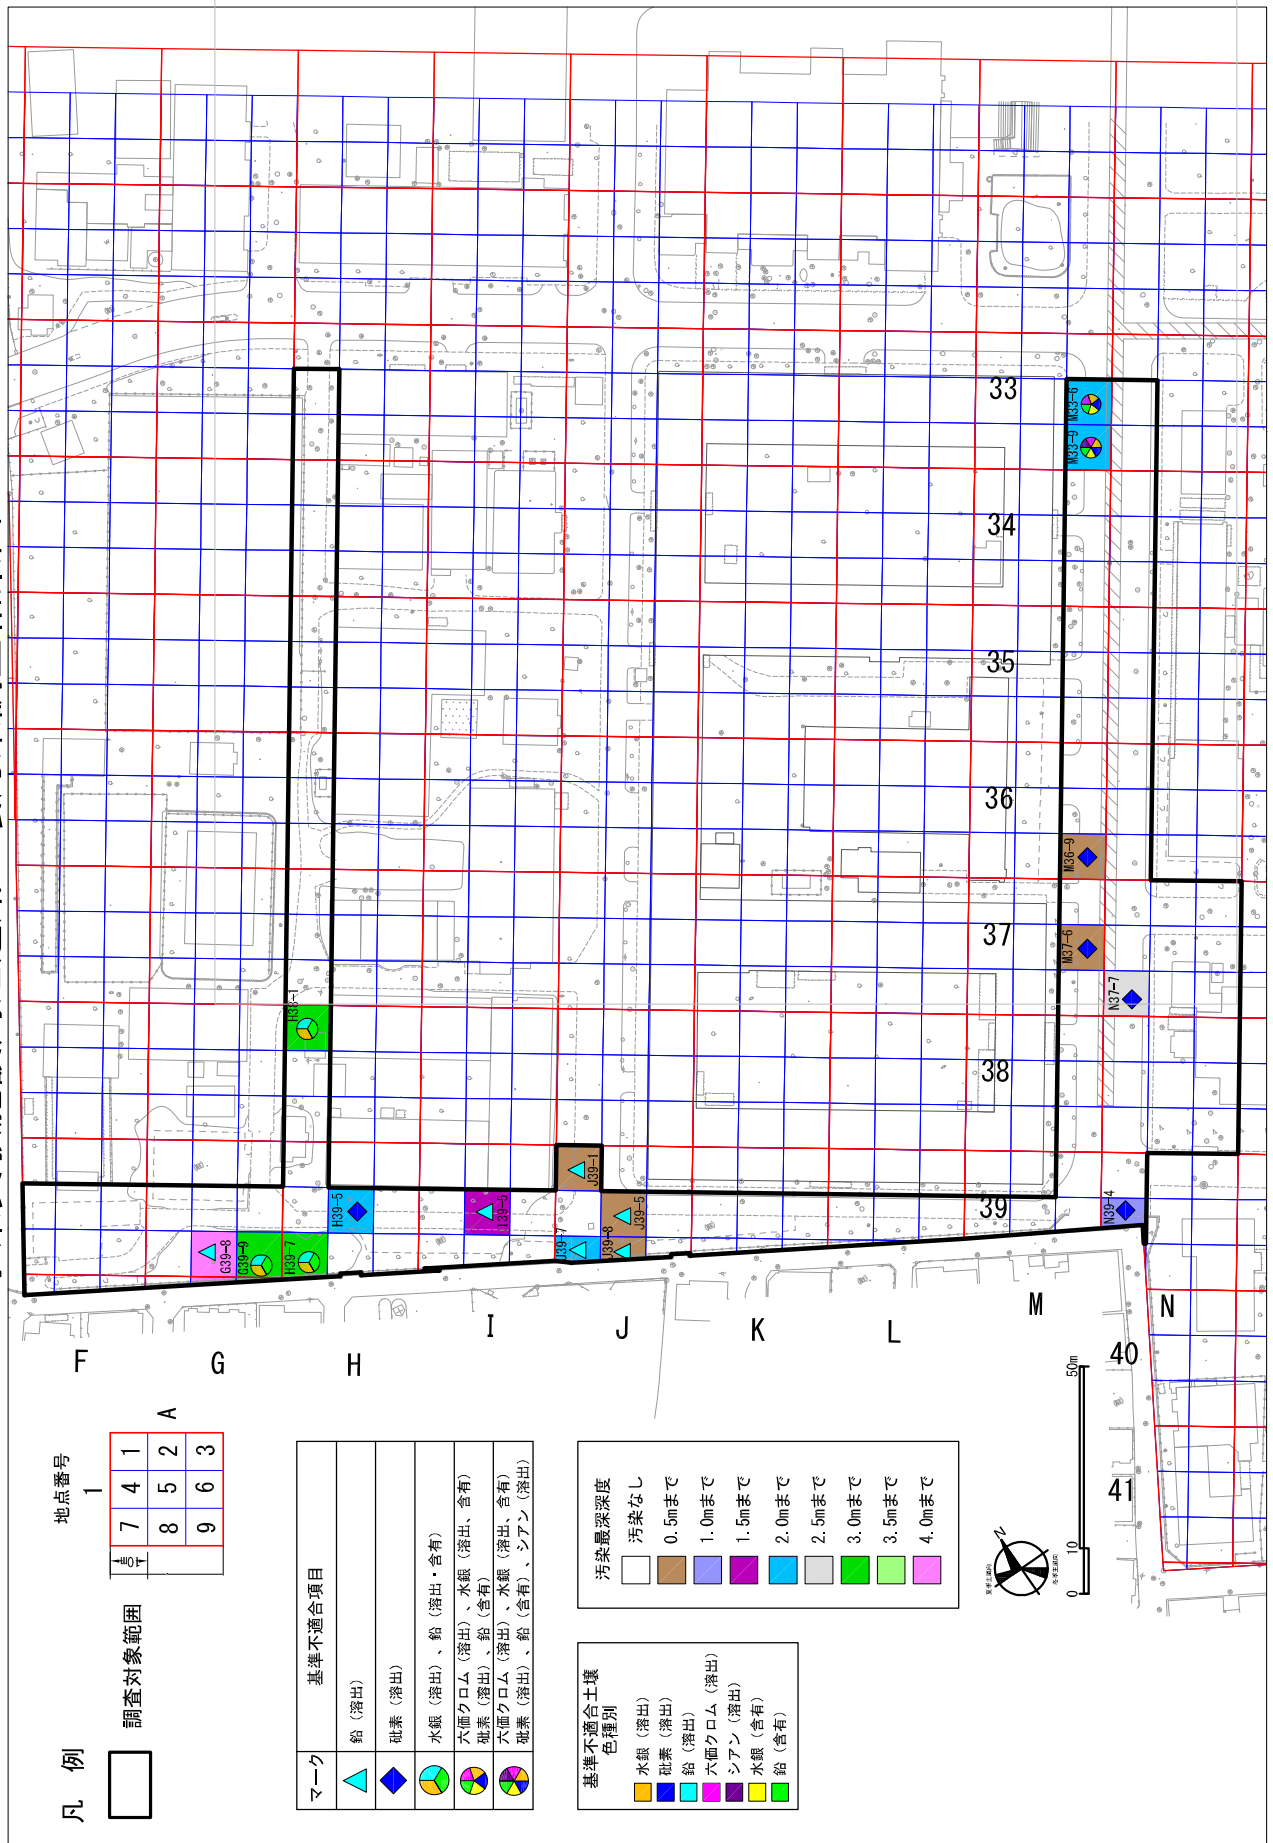 33
34
35
36
37
38
39
40
41
F
G
H
I
J
K
L
M
N
N33-6
M33-9
M36-9
M37-6
N37-7
N39-4
H38-1
H39-5
I39-5
J39-1
J39-5
J39-7
J39-8
G39-8
G39-9
H39-7
凡 例
調査対象範囲
地点番号
1
A
7 4 1
8 5 2
9 6 3
10
マーク 基準不適合項目
鉛(溶出)
砒素(溶出)
水銀(溶出)、鉛(溶出・含有)
六価クロム(溶出)、水銀(溶出、含有)
砒素(溶出)、鉛(含有)
六価クロム(溶出)、水銀(溶出、含有)
砒素(溶出)、鉛(含有)、シアン(溶出)
基準不適合土壌
色種別
水銀(溶出)
砒素(溶出)
鉛(溶出)
六価クロム(溶出)
シアン(溶出)
水銀(含有)
鉛(含有)
汚染最深深度
汚染なし
0.5mまで
1.0mまで
1.5mまで
2.0mまで
2.5mまで
3.0mまで
3.5mまで
4.0mまで
N
0 10 50m